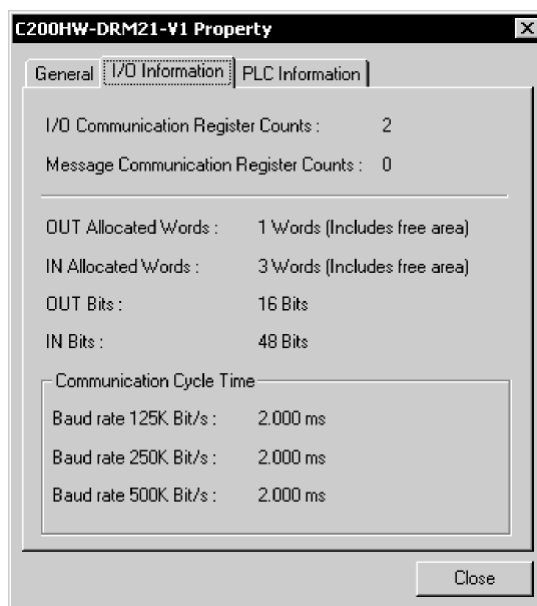 C200HW-DRM21-V1 Property
General I/O Information PLC Information
I/O Communication Register Counts : 2
Message Communication Register Counts : 0
OUT Allocated Words : 1 Words (Includes free area)
IN Allocated Words : 3 Words (Includes free area)
OUT Bits : 16 Bits
IN Bits : 48 Bits
Communication Cycle Time
Baud rate 125K Bit/s : 2.000 ms
Baud rate 250K Bit/s : 2.000 ms
Baud rate 500K Bit/s : 2.000 ms
Close